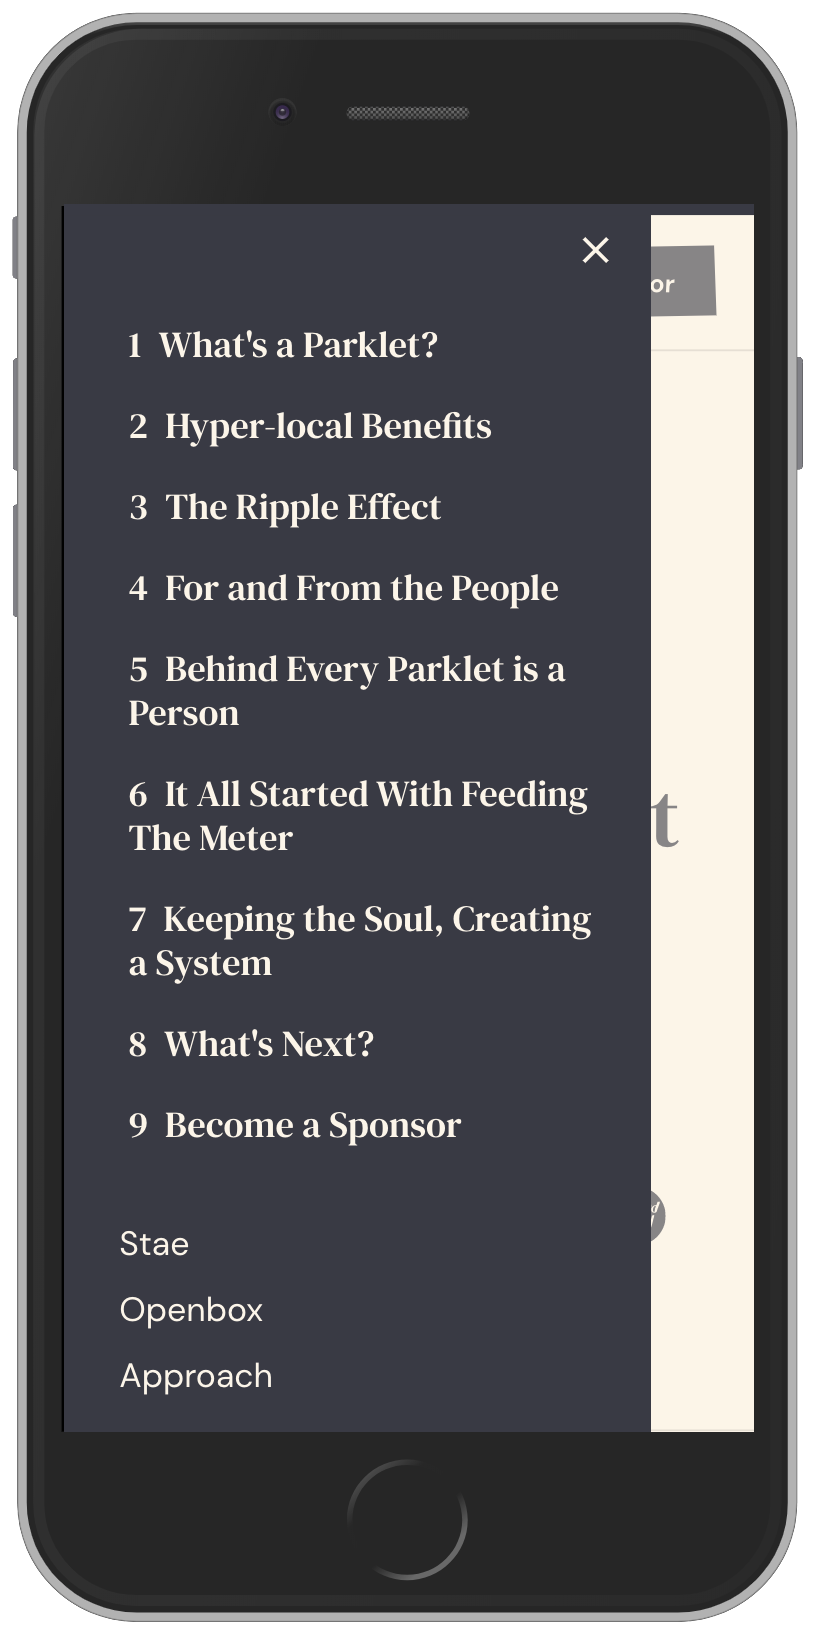 or
1 What's a Parklet?
2 Hyper-local Benefits
3 The Ripple Effect
4 For and From the People
5 Behind Every Parklet is a
Person
6 It All Started With Feeding
The Meter
t
7 Keeping the Soul, Creating
a System
8 What's Next?
9 Become a Sponsor
Stae
Openbox
Approach